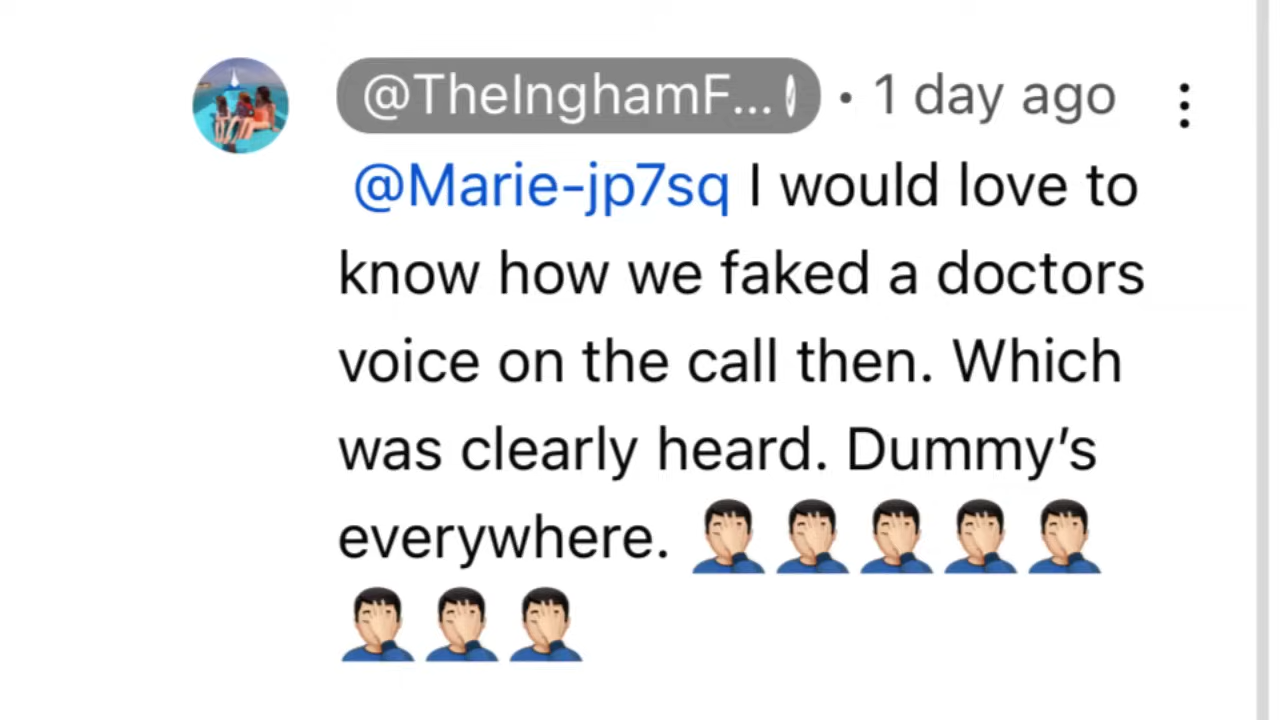 @TheInghamF... • 1 day ago
@Marie-jp7sq I would love to
know how we faked a doctors
voice on the call then. Which
was clearly heard. Dummy’s
everywhere. 🤦🏻‍♂️🤦🏻‍♂️🤦🏻‍♂️🤦🏻‍♂️🤦🏻‍♂️
🤦🏻‍♂️🤦🏻‍♂️🤦🏻‍♂️